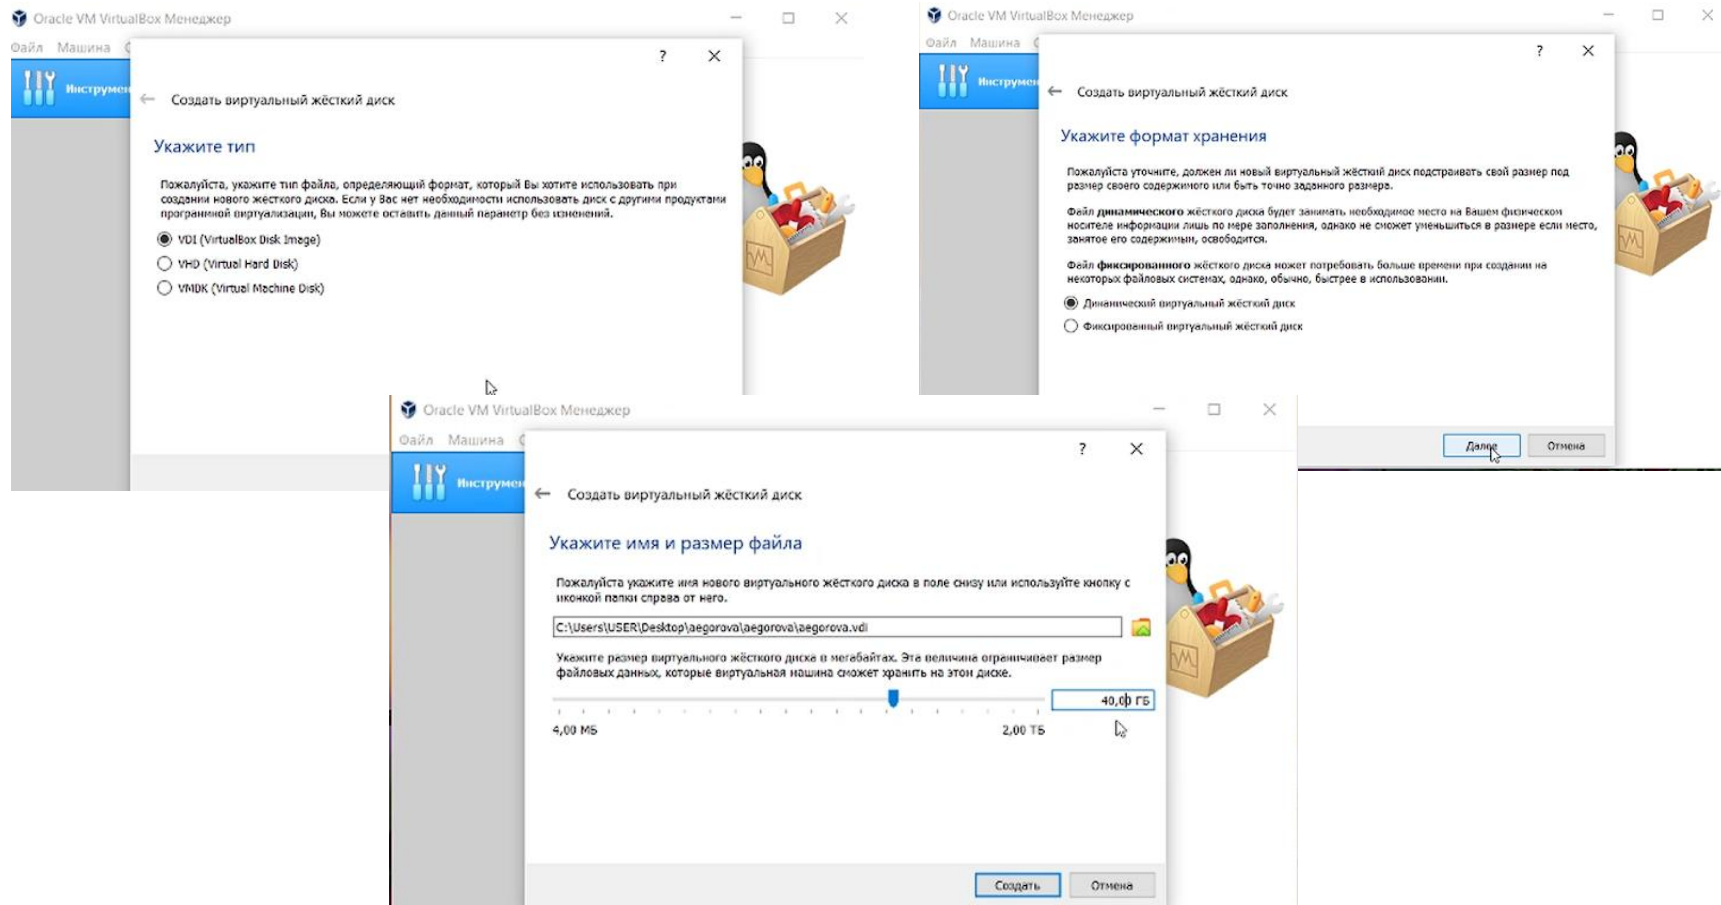 Oracle VM VirtualBox Менеджер
Файл Машина С
Инструмен
? ×
← Создать виртуальный жёсткий диск
Укажите тип
Пожалуйста, укажите тип файла, определяющий формат, который Вы хотите использовать при
создании нового жёсткого диска. Если у Вас нет необходимости использовать диск с другими продуктами
программной виртуализации, Вы можете оставить данный параметр без изменений.
VDI (VirtualBox Disk Image)
VHD (Virtual Hard Disk)
VMDK (Virtual Machine Disk)
Oracle VM VirtualBox Менеджер
Файл Машина С
Инструмен
? ×
← Создать виртуальный жёсткий диск
Укажите формат хранения
Пожалуйста уточните, должен ли новый виртуальный жёсткий диск подстраивать свой размер под
размер своего содержимого или быть точно заданного размера.
Файл динамического жёсткого диска будет занимать необходимое место на Вашем физическом
носителе информации лишь по мере заполнения, однако не сможет уменьшиться в размере если место,
занятое его содержимым, освободится.
Файл фиксированного жёсткого диска может потребовать больше времени при создании на
некоторых файловых системах, однако, обычно, быстрее в использовании.
Динамический виртуальный жёсткий диск
Фиксированный виртуальный жёсткий диск
Далее Отмена
Oracle VM VirtualBox Менеджер
Файл Машина С
Инструмен
? ×
← Создать виртуальный жёсткий диск
Укажите имя и размер файла
Пожалуйста укажите имя нового виртуального жёсткого диска в поле снизу или используйте кнопку с
иконкой папки справа от него.
C:\Users\USER\Desktop\aegorova\aegorova\aegorova.vdi
Укажите размер виртуального жёсткого диска в мегабайтах. Эта величина ограничивает размер
файловых данных, которые виртуальная машина сможет хранить на этом диске.
40,00 ГБ
4,00 МБ 2,00 ТБ
Создать Отмена